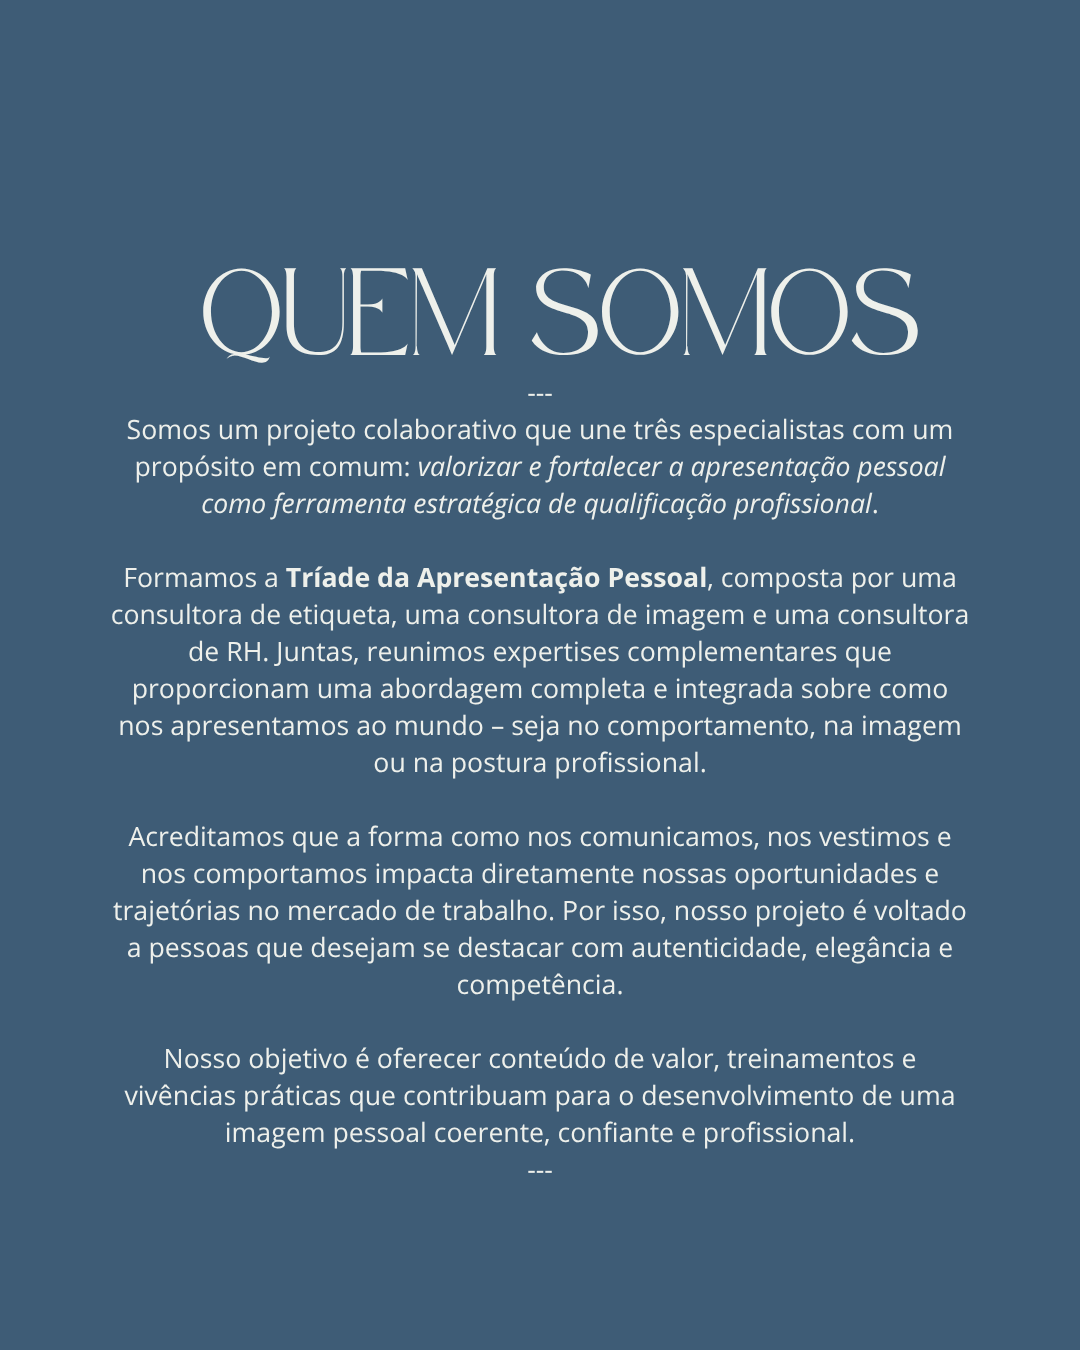 QUEM SOMOS
---
Somos um projeto colaborativo que une três especialistas com um
propósito em comum: valorizar e fortalecer a apresentação pessoal
como ferramenta estratégica de qualificação profissional.
Formamos a Tríade da Apresentação Pessoal, composta por uma
consultora de etiqueta, uma consultora de imagem e uma consultora
de RH. Juntas, reunimos expertises complementares que
proporcionam uma abordagem completa e integrada sobre como
nos apresentamos ao mundo – seja no comportamento, na imagem
ou na postura profissional.
Acreditamos que a forma como nos comunicamos, nos vestimos e
nos comportamos impacta diretamente nossas oportunidades e
trajetórias no mercado de trabalho. Por isso, nosso projeto é voltado
a pessoas que desejam se destacar com autenticidade, elegância e
competência.
Nosso objetivo é oferecer conteúdo de valor, treinamentos e
vivências práticas que contribuam para o desenvolvimento de uma
imagem pessoal coerente, confiante e profissional.
---